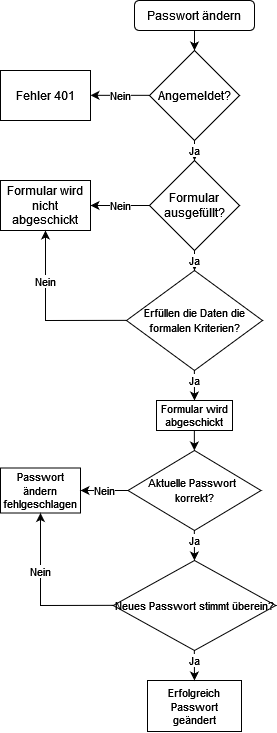 Passwort ändern
Angemeldet?
Nein
Fehler 401
Ja
Formular
ausgefüllt?
Nein
Formular wird
nicht
abgeschickt
Ja
Erfüllen die Daten die
formalen Kriterien?
Nein
Ja
Formular wird
abgeschickt
Aktuelle Passwort
korrekt?
Nein
Passwort
ändern
fehlgeschlagen
Ja
Neues Passwort stimmt überein?
Nein
Ja
Erfolgreich
Passwort
geändert